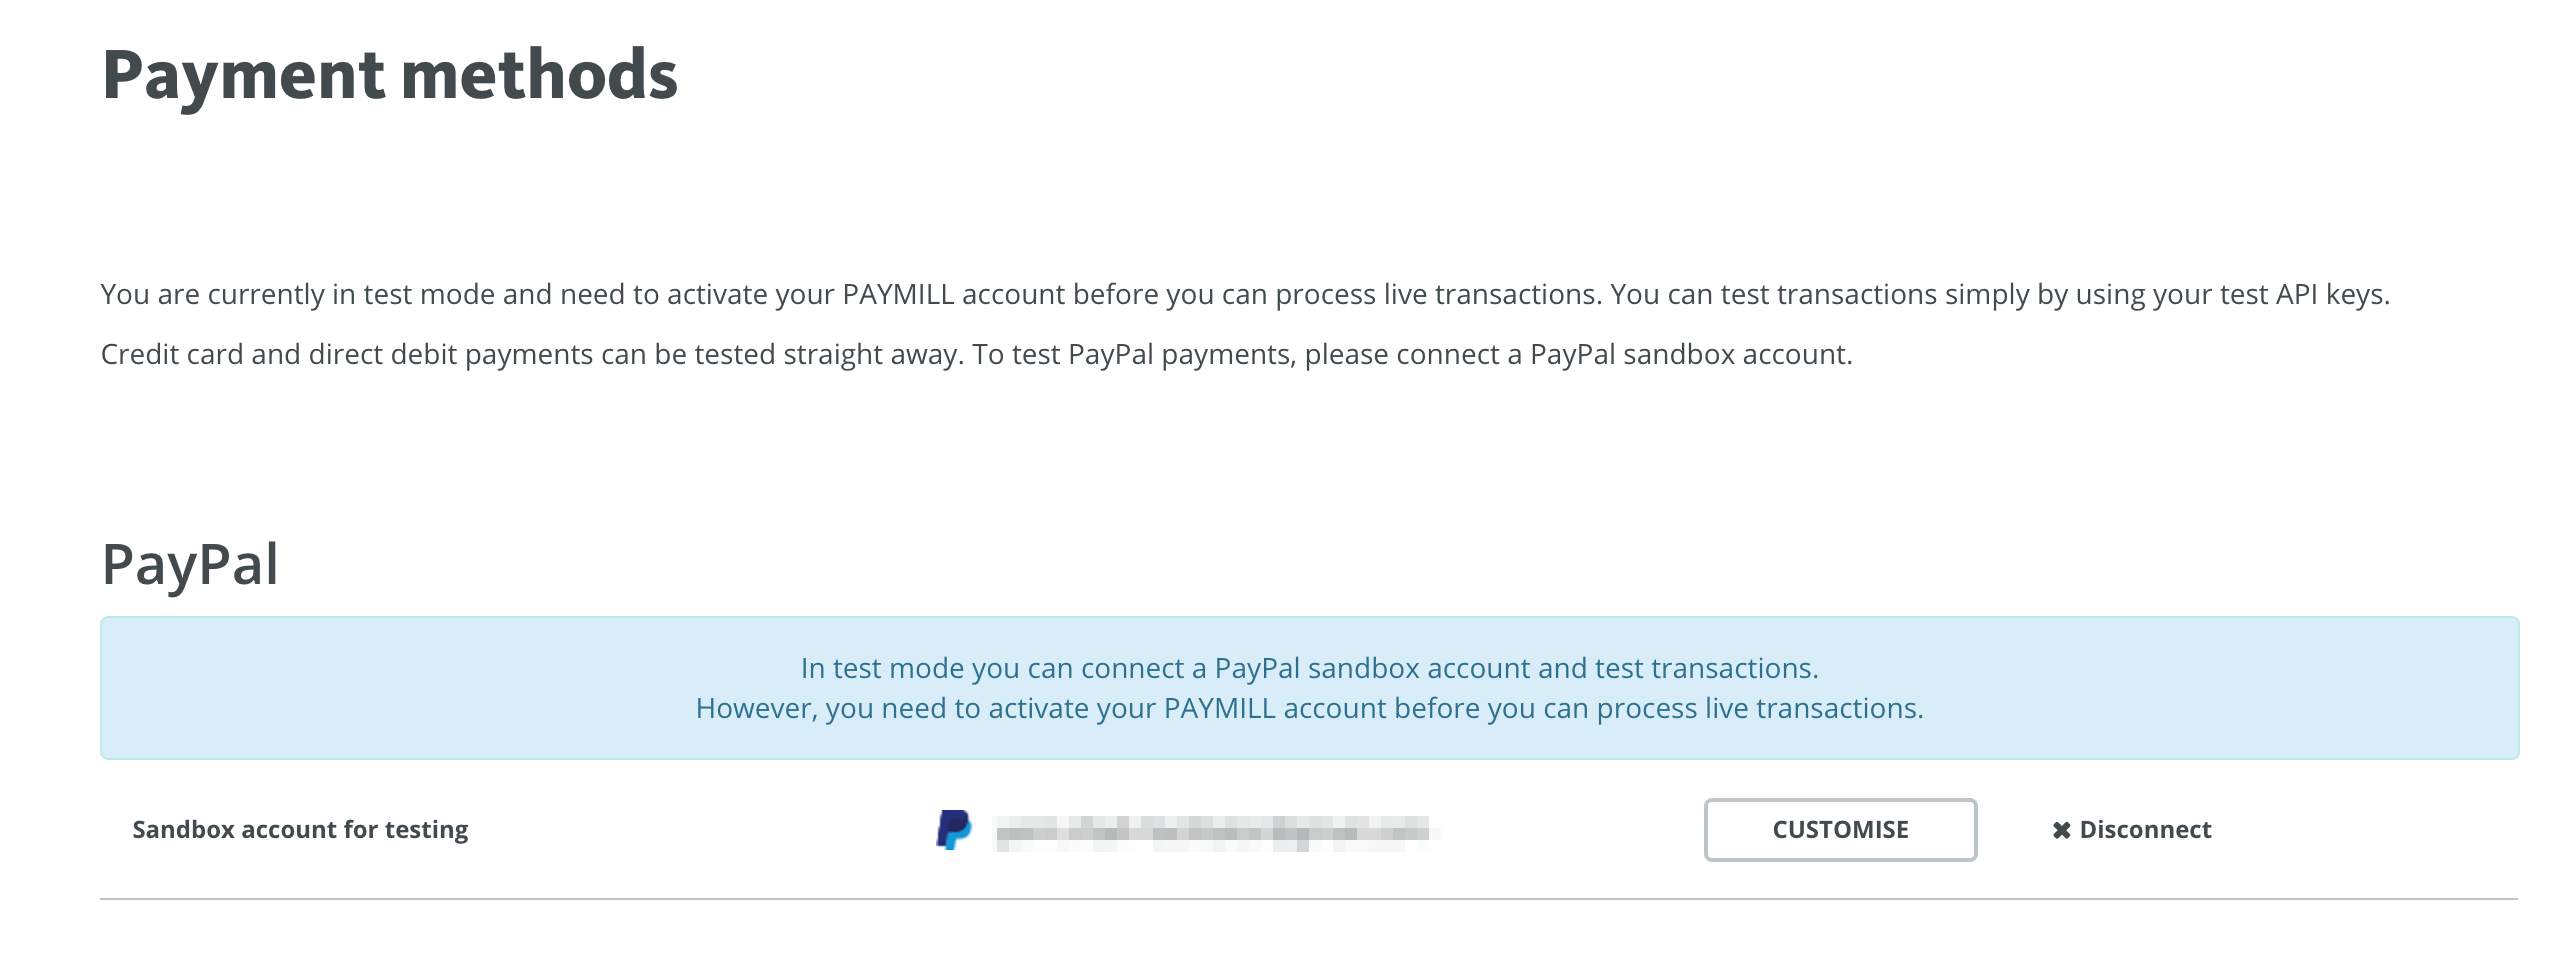 Payment methods
You are currently in test mode and need to activate your PAYMILL account before you can process live transactions. You can test transactions simply by using your test API keys.
Credit card and direct debit payments can be tested straight away. To test PayPal payments, please connect a PayPal sandbox account.
PayPal
In test mode you can connect a PayPal sandbox account and test transactions.
However, you need to activate your PAYMILL account before you can process live transactions.
Sandbox account for testing CUSTOMISE ✖ Disconnect